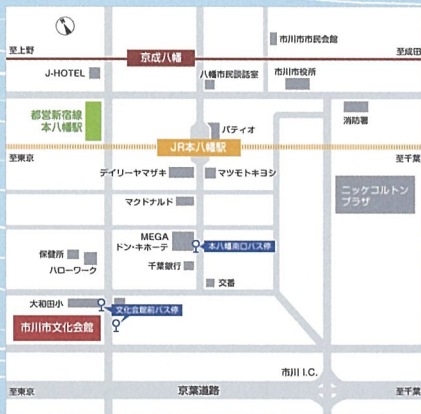 市川市市民会館
至上野
京成八幡
至成田
J-HOTEL
八幡市民談話室
市川市役所
都営新宿線
本八幡駅
パティオ
消防署
JR本八幡駅
至東京
至千葉
デイリーヤマザキ
マツモトキヨシ
ニッケコルトン
プラザ
マクドナルド
MEGA
ドン・キホーテ
本八幡南口バス停
保健所
ハローワーク
千葉銀行
交番
大和田小
文化会館前バス停
市川市文化会館
市川 I.C.
至東京
京葉道路
至千葉